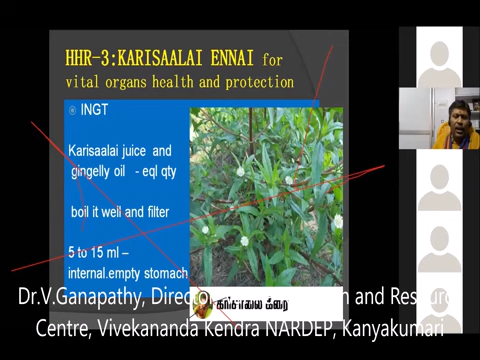 HHR-3:KARISAALAI ENNAI for
vital organs health and protection
INGT
Karisaalai juice and
gingelly oil - eql qty
boil it well and filter
5 to 15 ml –
internal.empty stomach
Dr.V.Ganapathy, Director, and Resource
Centre, Vivekananda Kendra NARDEP, Kanyakumari